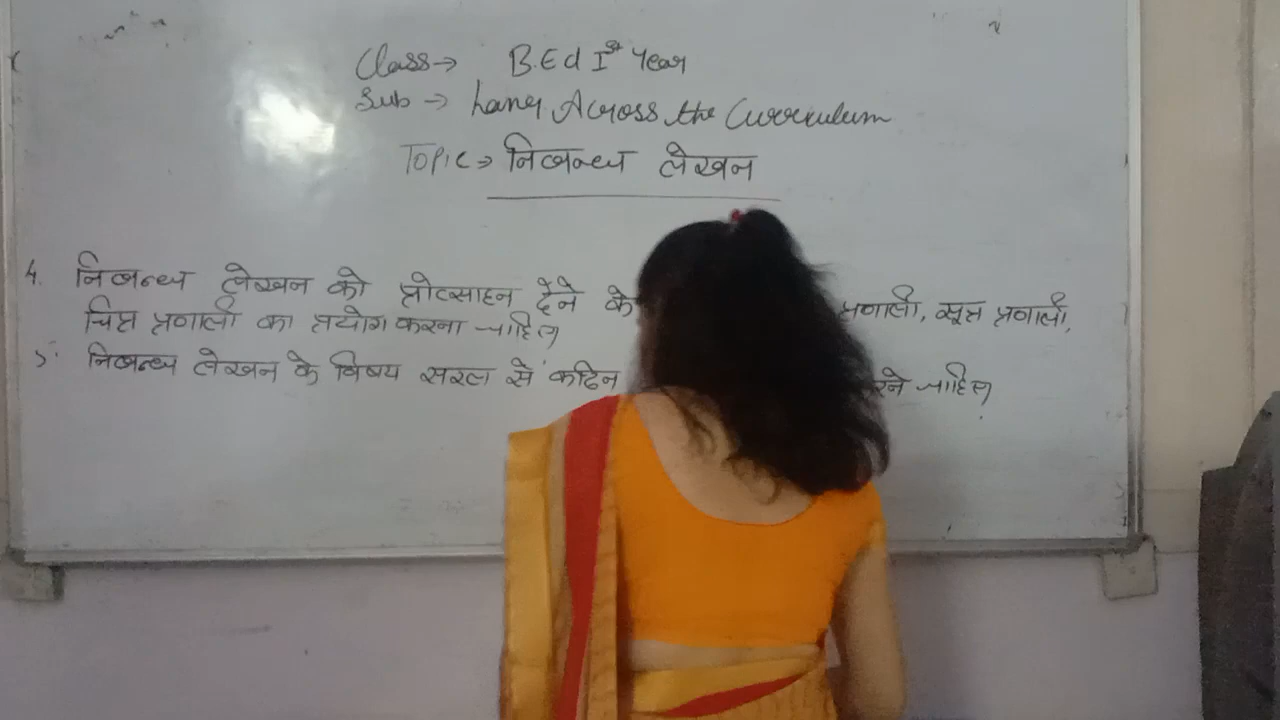 Class → B.Ed Ist Year
Sub → Lang Across the Curriculum
Topic → निबन्ध लेखन
4. निबन्ध लेखन को प्रोत्साहन देने के प्रणाली, सूत्र प्रणाली,
चित्र प्रणाली का प्रयोग करना चाहिए
5. निबन्ध लेखन के विषय सरल से कठिन चाहिए